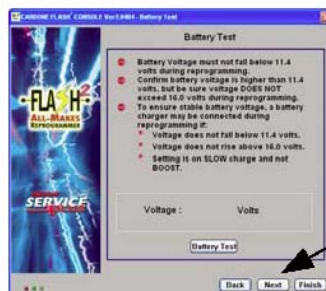 CARDONE FLASH² CONSOLE Ver1.0404 - Battery Test
Battery Test
Battery Voltage must not fall below 11.4
volts during reprogramming.
Confirm battery voltage is higher than 11.4
volts, but be sure voltage DOES NOT
exceed 16.0 volts during reprogramming.
To ensure stable battery voltage, a battery
charger may be connected during
reprogramming if:
Voltage does not fall below 11.4 volts.
Voltage does not rise above 16.0 volts.
Setting is on SLOW charge and not
BOOST.
FLASH²
ALL-MAKES
REPROGRAMMER
SERVICE
Voltage : Volts
Battery Test
Back Next Finish